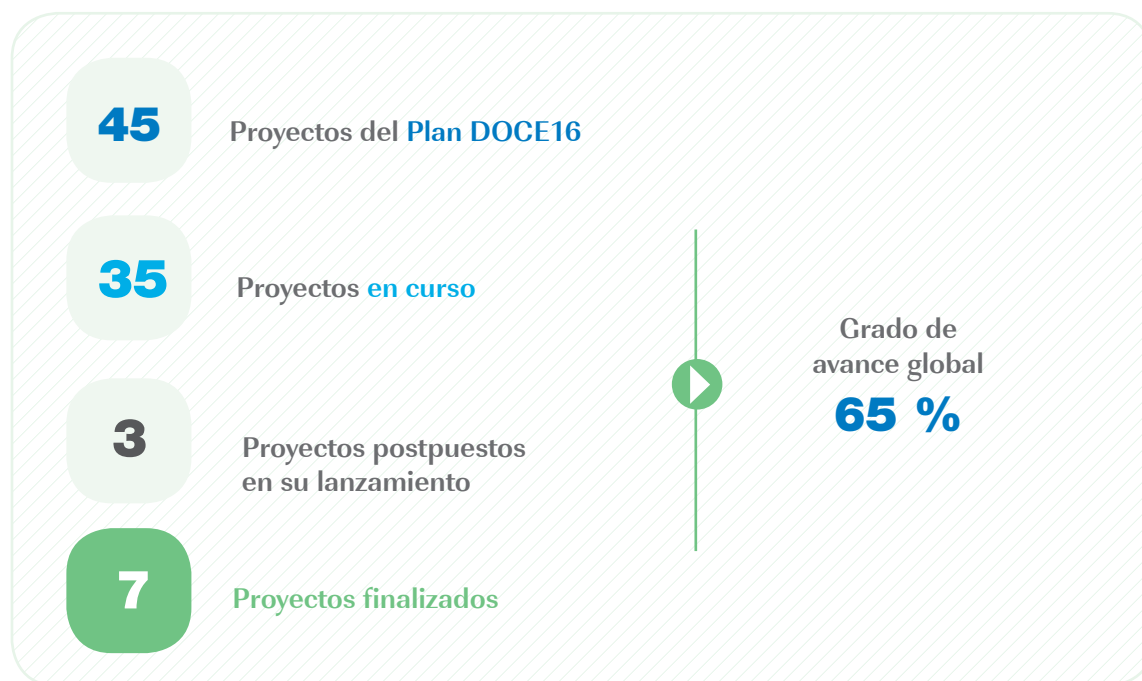 45
Proyectos del Plan DOCE16
35
Proyectos en curso
3
Proyectos postpuestos
en su lanzamiento
7
Proyectos finalizados
Grado de
avance global
65 %